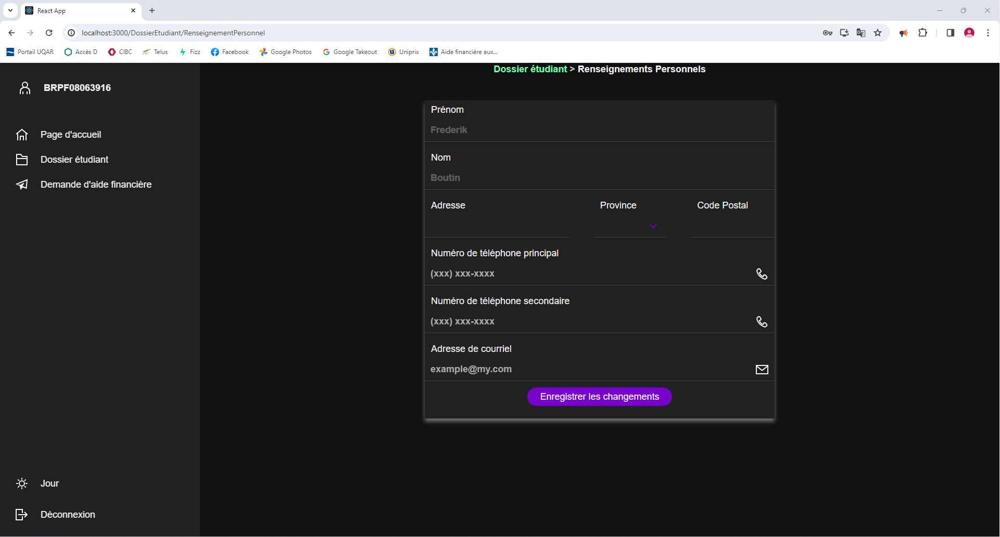 React App
localhost:3000/DossierEtudiant/RenseignementPersonnel
Portail UQAR Accès D CIBC Telus Fizz Facebook Google Photos Google Takeout Uniprix Aide financière aux...
BRPF08063916
Page d'accueil
Dossier étudiant
Demande d'aide financière
Jour
Déconnexion
Dossier étudiant > Renseignements Personnels
Prénom
Frederik
Nom
Boutin
Adresse Province Code Postal
Numéro de téléphone principal
(xxx) xxx-xxxx
Numéro de téléphone secondaire
(xxx) xxx-xxxx
Adresse de courriel
example@my.com
Enregistrer les changements